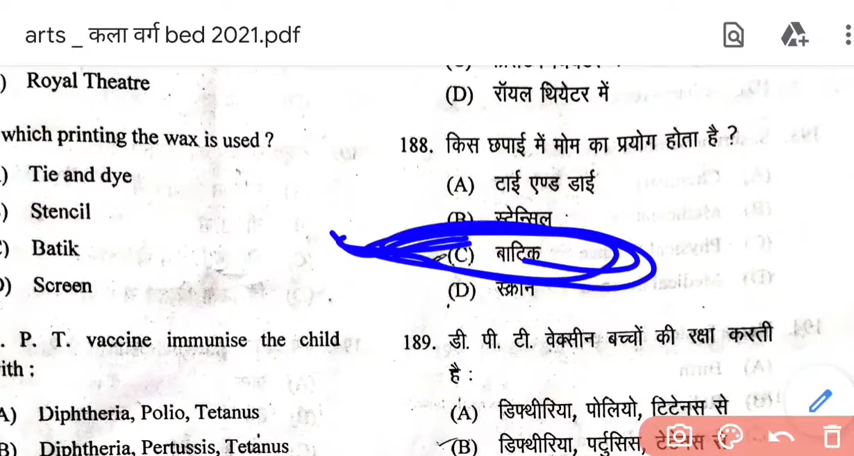 arts _ कला वर्ग bed 2021.pdf
) Royal Theatre
which printing the wax is used ?
) Tie and dye
) Stencil
) Batik
) Screen
. P. T. vaccine immunise the child
ith :
A) Diphtheria, Polio, Tetanus
B) Diphtheria, Pertussis, Tetanus
(D) रॉयल थियेटर में
188. किस छपाई में मोम का प्रयोग होता है ?
(A) टाई एण्ड डाई
(B) स्टेन्सिल
(C) बाटिक
(D) स्क्रीन
189. डी. पी. टी. वेक्सीन बच्चों की रक्षा करती
है :
(A) डिफ्थीरिया, पोलियो, टिटेनस से
(B) डिफ्थीरिया, पर्टुसिस,